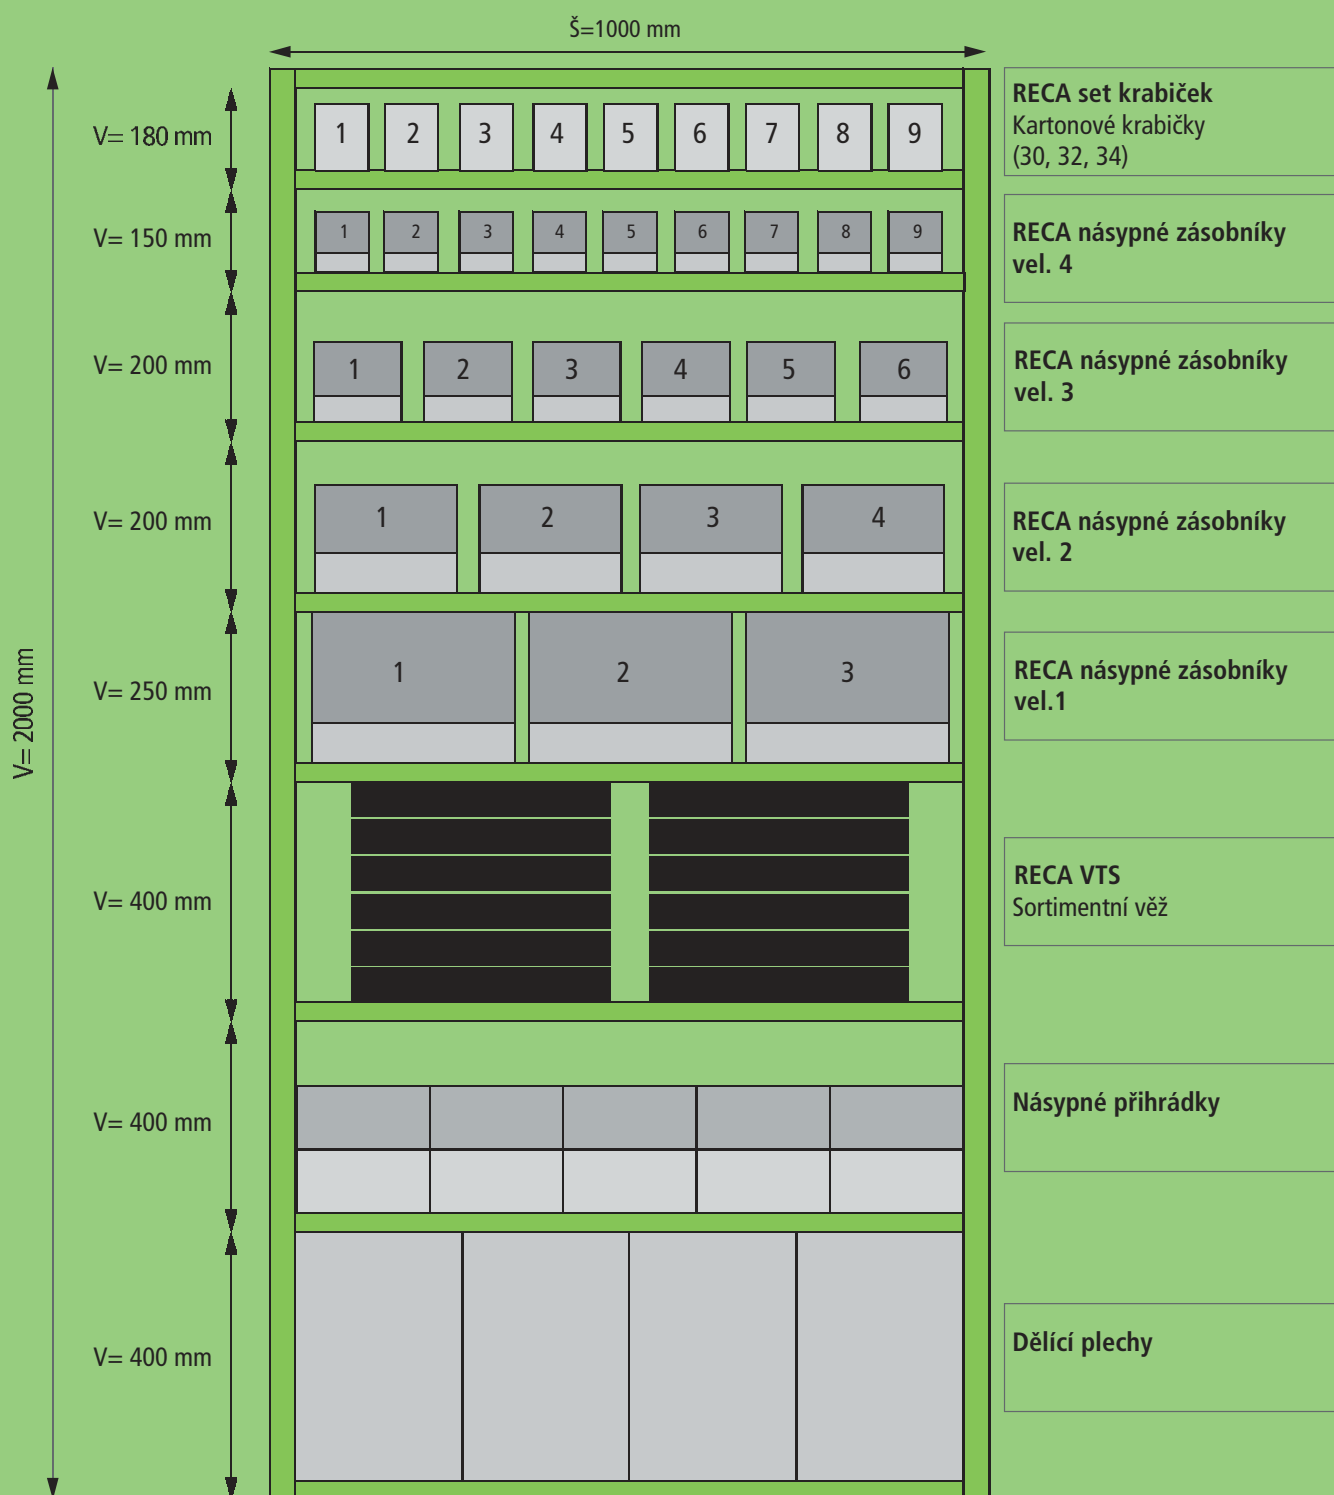 Š=1000 mm
V= 2000 mm
V= 180 mm
1 2 3 4 5 6 7 8 9
RECA set krabiček
Kartonové krabičky
(30, 32, 34)
V= 150 mm
1 2 3 4 5 6 7 8 9
RECA násypné zásobníky
vel. 4
V= 200 mm
1 2 3 4 5 6
RECA násypné zásobníky
vel. 3
V= 200 mm
1 2 3 4
RECA násypné zásobníky
vel. 2
V= 250 mm
1 2 3
RECA násypné zásobníky
vel.1
V= 400 mm
RECA VTS
Sortimentní věž
V= 400 mm
Násypné přihrádky
V= 400 mm
Dělící plechy